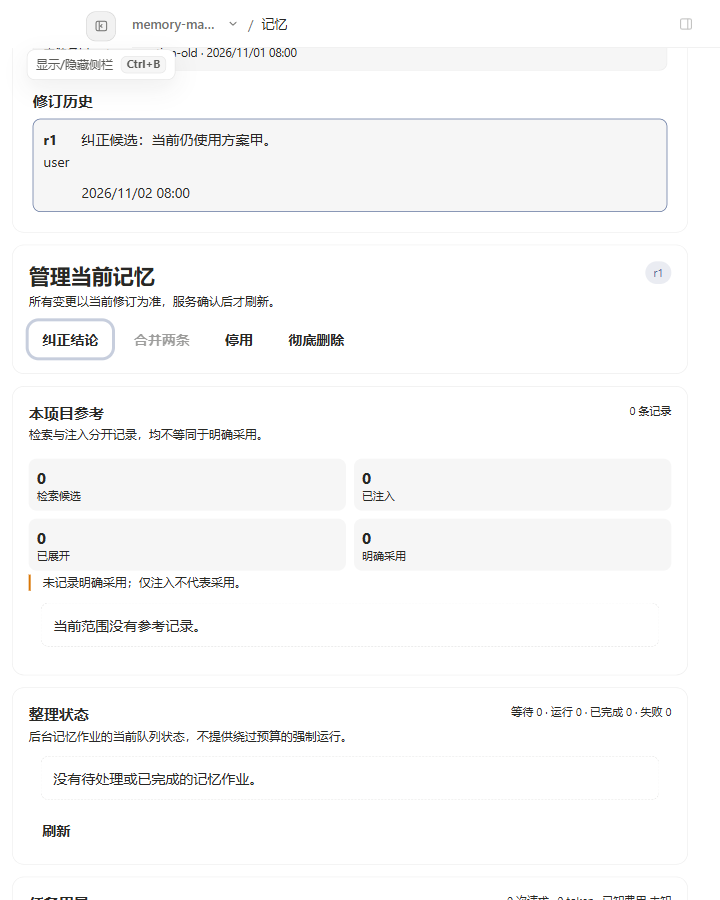 memory-ma... / 记忆
n-old · 2026/11/01 08:00
显示/隐藏侧栏 Ctrl+B
修订历史
r1 纠正候选：当前仍使用方案甲。
user
2026/11/02 08:00
管理当前记忆 r1
所有变更以当前修订为准，服务确认后才刷新。
纠正结论 合并两条 停用 彻底删除
本项目参考 0 条记录
检索与注入分开记录，均不等同于明确采用。
0 0
检索候选 已注入
0 0
已展开 明确采用
未记录明确采用；仅注入不代表采用。
当前范围没有参考记录。
整理状态 等待 0 · 运行 0 · 已完成 0 · 失败 0
后台记忆作业的当前队列状态，不提供绕过预算的强制运行。
没有待处理或已完成的记忆作业。
刷新